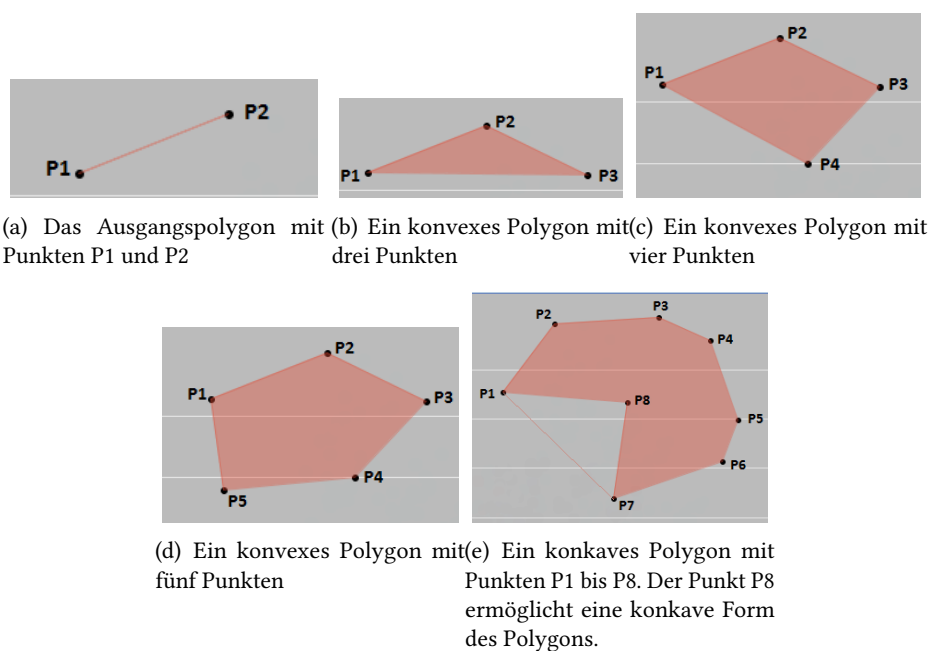 P2
P1
P2
P1
P3
P2
P1
P3
P4
(a) Das Ausgangspolygon mit
Punkten P1 und P2
(b) Ein konvexes Polygon mit
drei Punkten
(c) Ein konvexes Polygon mit
vier Punkten
P2
P1
P3
P4
P5
P3
P2
P4
P1
P8
P5
P6
P7
(d) Ein konvexes Polygon mit
fünf Punkten
(e) Ein konkaves Polygon mit
Punkten P1 bis P8. Der Punkt P8
ermöglicht eine konkave Form
des Polygons.